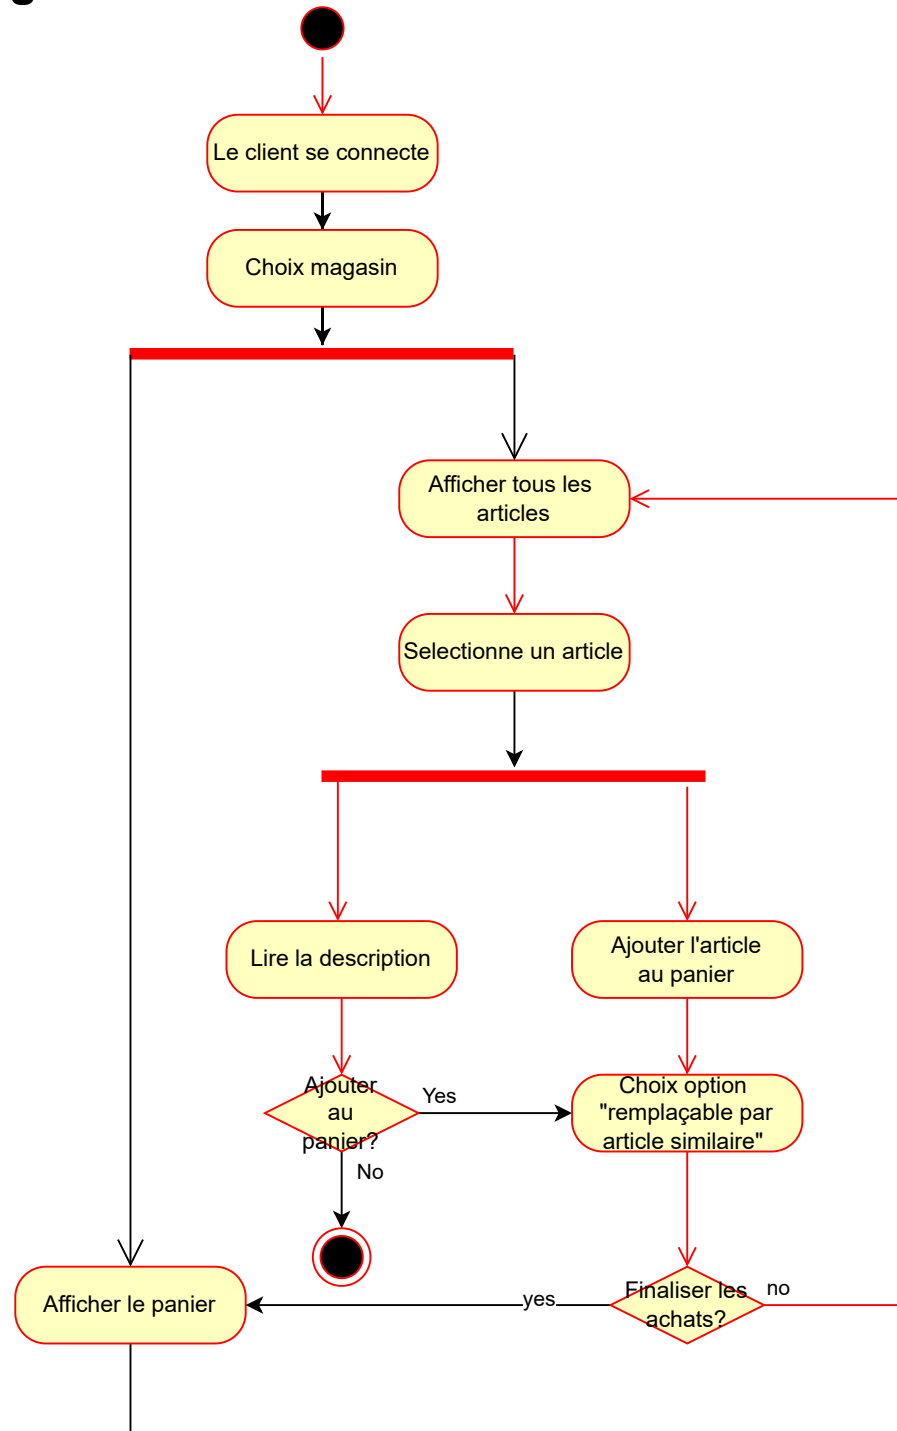 Le client se connecte
Choix magasin
Afficher tous les
articles
Selectionne un article
Lire la description
Ajouter l'article
au panier
Ajouter
au
panier?
Yes
Choix option
"remplaçable par
article similaire"
No
Afficher le panier
yes
Finaliser les
achats?
no